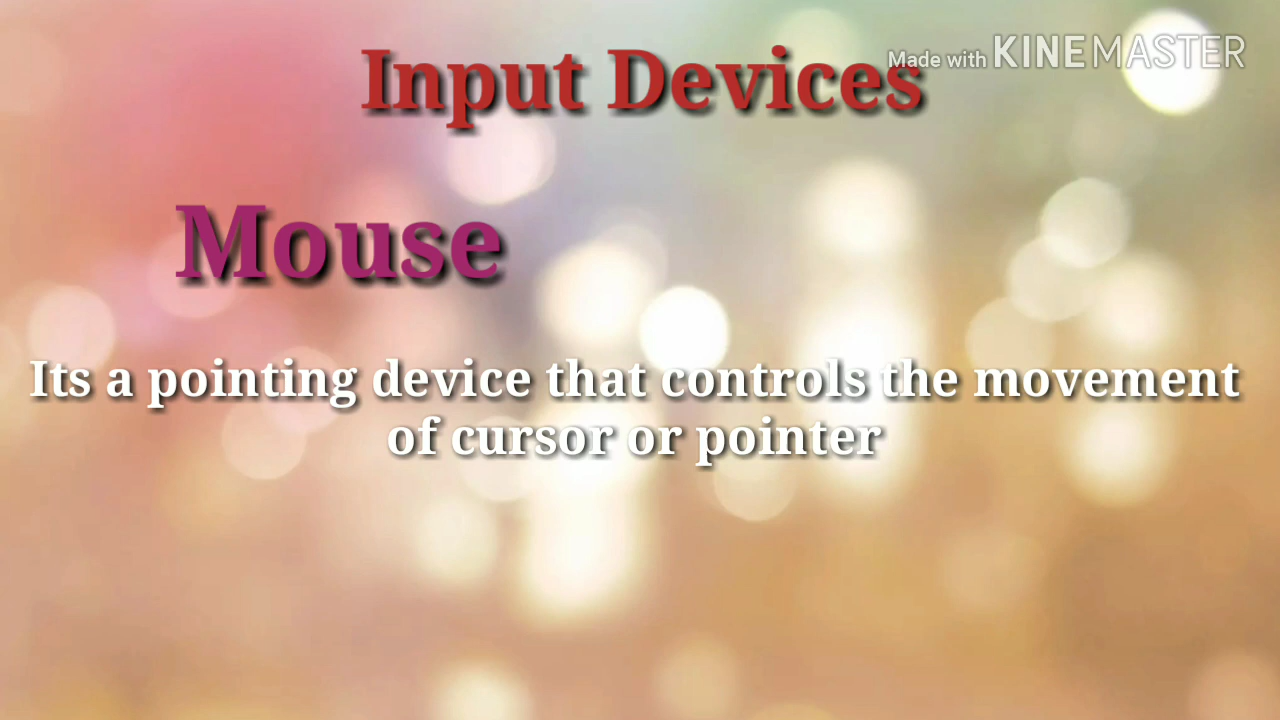 Input Devices
Made with KINEMASTER
Mouse
Its a pointing device that controls the movement
of cursor or pointer